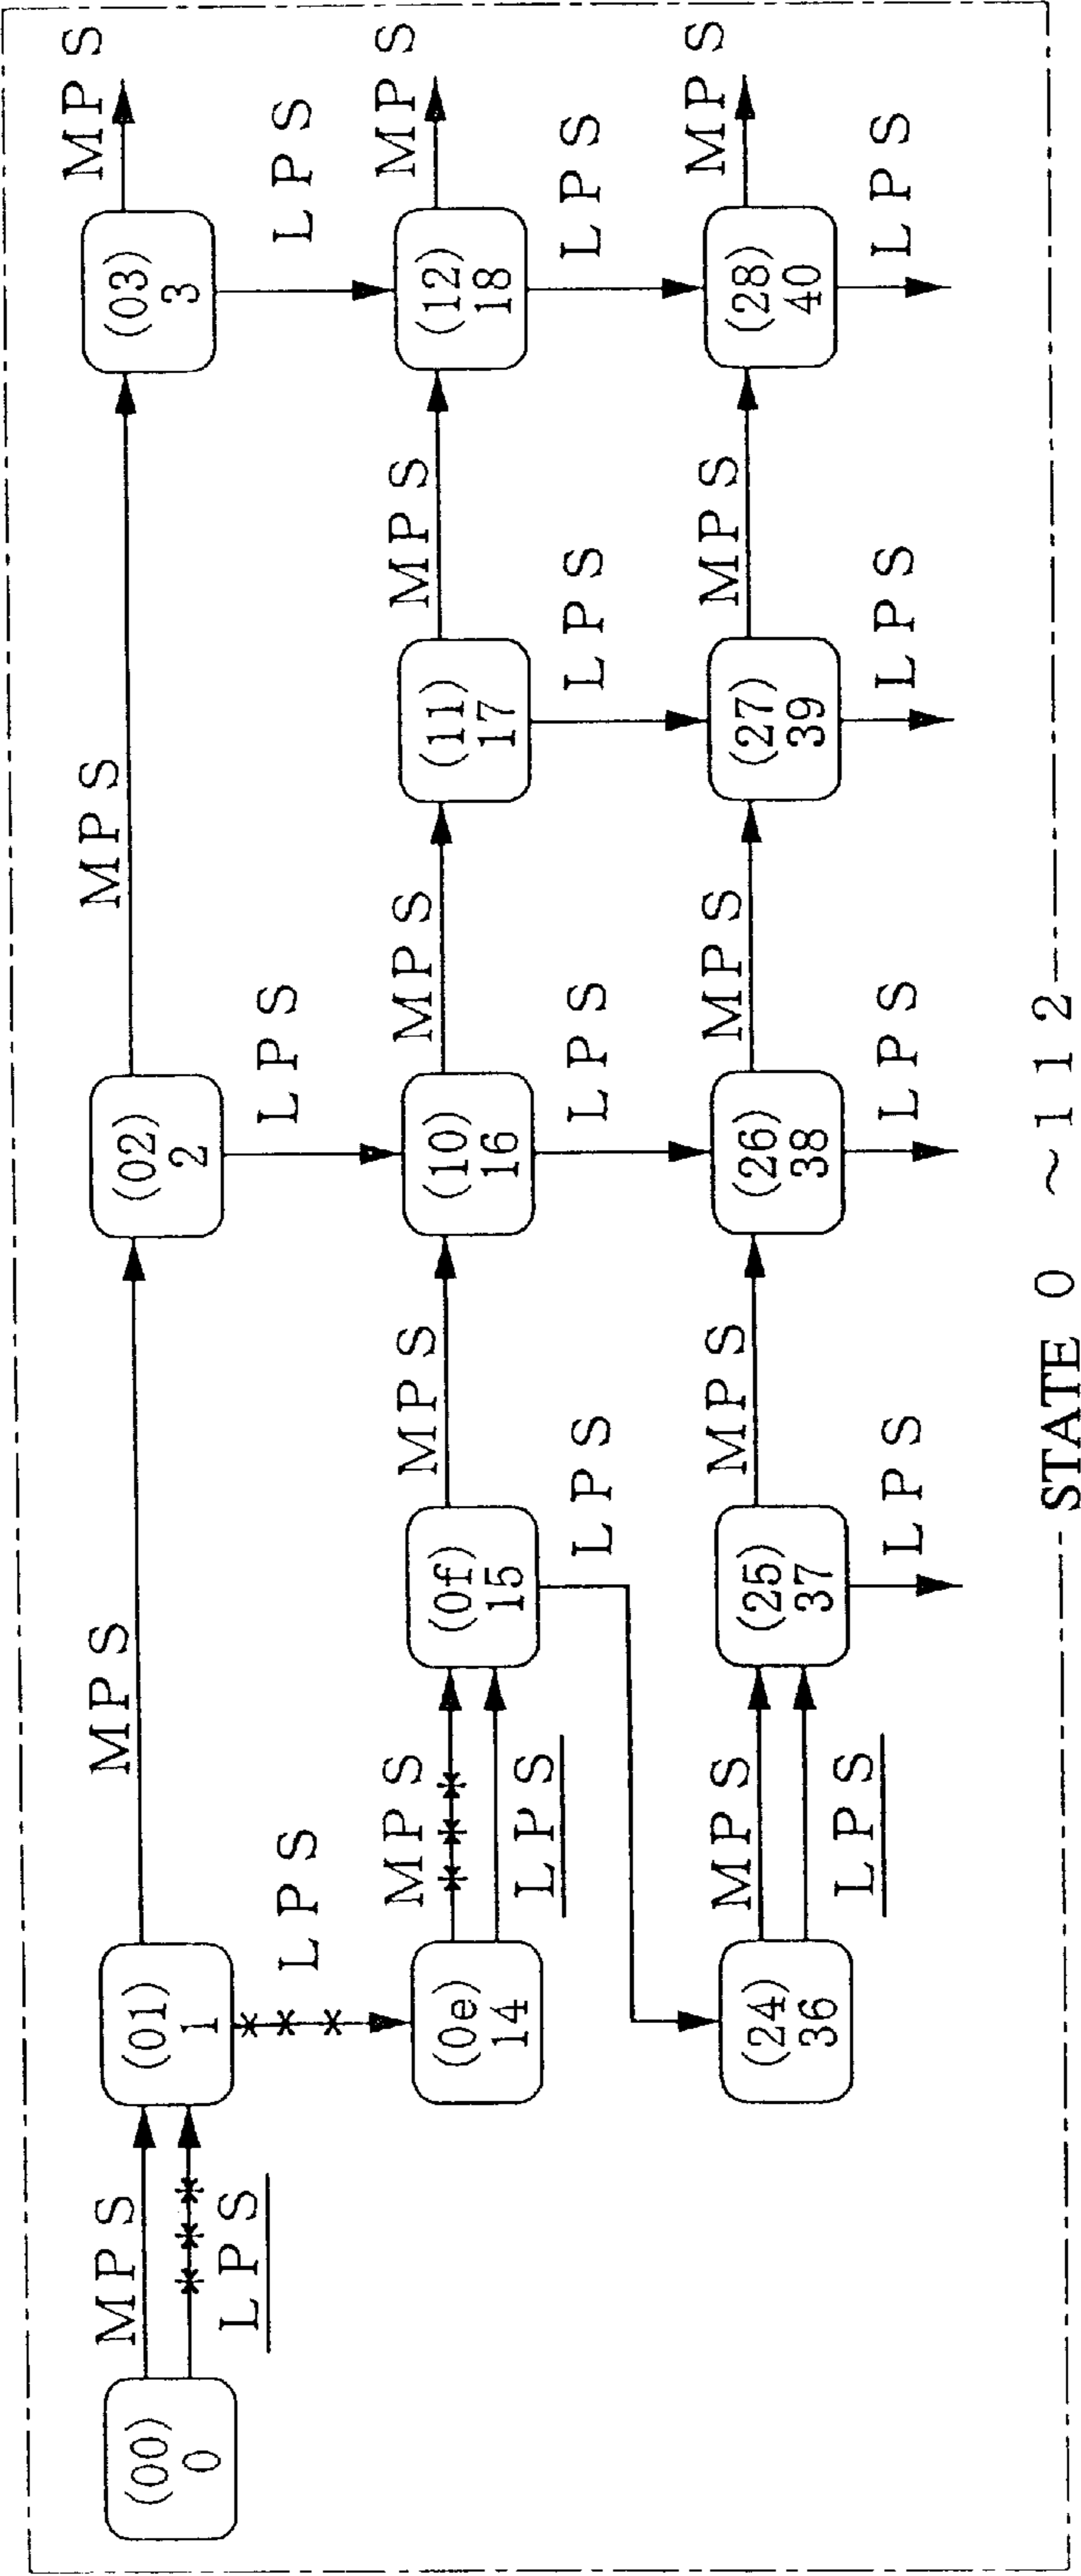 MPS
MPS
MPS
MPS
(00)
0
(01)
1
(02)
2
(03)
3
LPS
LPS
LPS
LPS
MPS
MPS
MPS
MPS
MPS
(0e)
14
(0f)
15
(10)
16
(11)
17
(12)
18
LPS
LPS
LPS
LPS
LPS
MPS
MPS
MPS
MPS
MPS
(24)
36
(25)
37
(26)
38
(27)
39
(28)
40
LPS
LPS
LPS
LPS
LPS
STATE 0 ~112